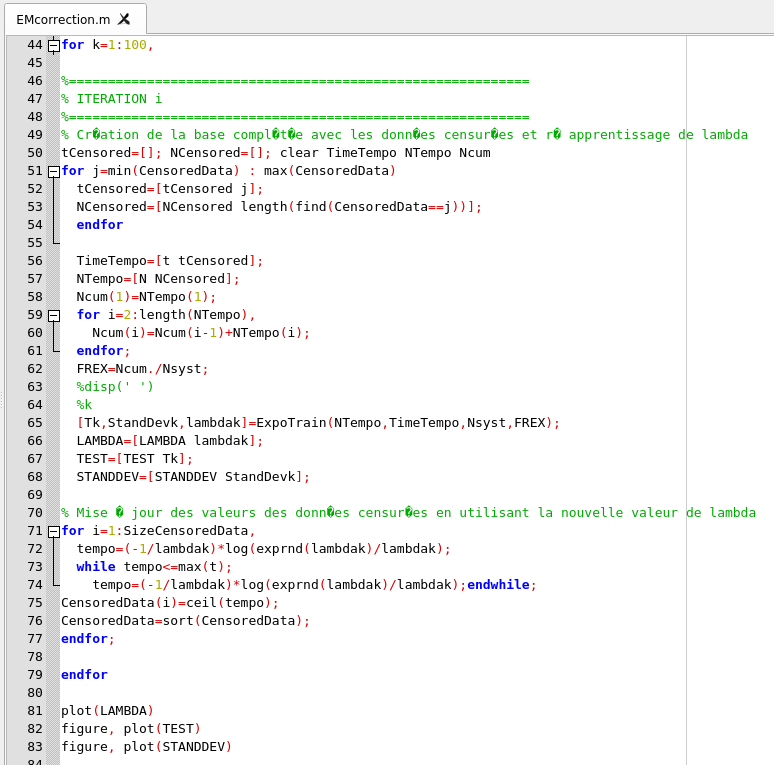 EMcorrection.m
44 for k=1:100,
45
46 %===========================================================
47 % ITERATION i
48 %===========================================================
49 % Cr�ation de la base compl�t�e avec les donn�es censur�es et r� apprentissage de lambda
50 tCensored=[]; NCensored=[]; clear TimeTempo NTempo Ncum
51 for j=min(CensoredData) : max(CensoredData)
52   tCensored=[tCensored j];
53   NCensored=[NCensored length(find(CensoredData==j))];
54   endfor
55
56   TimeTempo=[t tCensored];
57   NTempo=[N NCensored];
58   Ncum(1)=NTempo(1);
59   for i=2:length(NTempo),
60     Ncum(i)=Ncum(i-1)+NTempo(i);
61   endfor;
62   FREX=Ncum./Nsyst;
63   %disp(' ')
64   %k
65   [Tk,StandDevk,lambdak]=ExpoTrain(NTempo,TimeTempo,Nsyst,FREX);
66   LAMBDA=[LAMBDA lambdak];
67   TEST=[TEST Tk];
68   STANDDEV=[STANDDEV StandDevk];
69
70 % Mise � jour des valeurs des donn�es censur�es en utilisant la nouvelle valeur de lambda
71 for i=1:SizeCensoredData,
72   tempo=(-1/lambdak)*log(exprnd(lambdak)/lambdak);
73   while tempo<=max(t);
74     tempo=(-1/lambdak)*log(exprnd(lambdak)/lambdak);endwhile;
75 CensoredData(i)=ceil(tempo);
76 CensoredData=sort(CensoredData);
77 endfor;
78
79 endfor
80
81 plot(LAMBDA)
82 figure, plot(TEST)
83 figure, plot(STANDDEV)
84